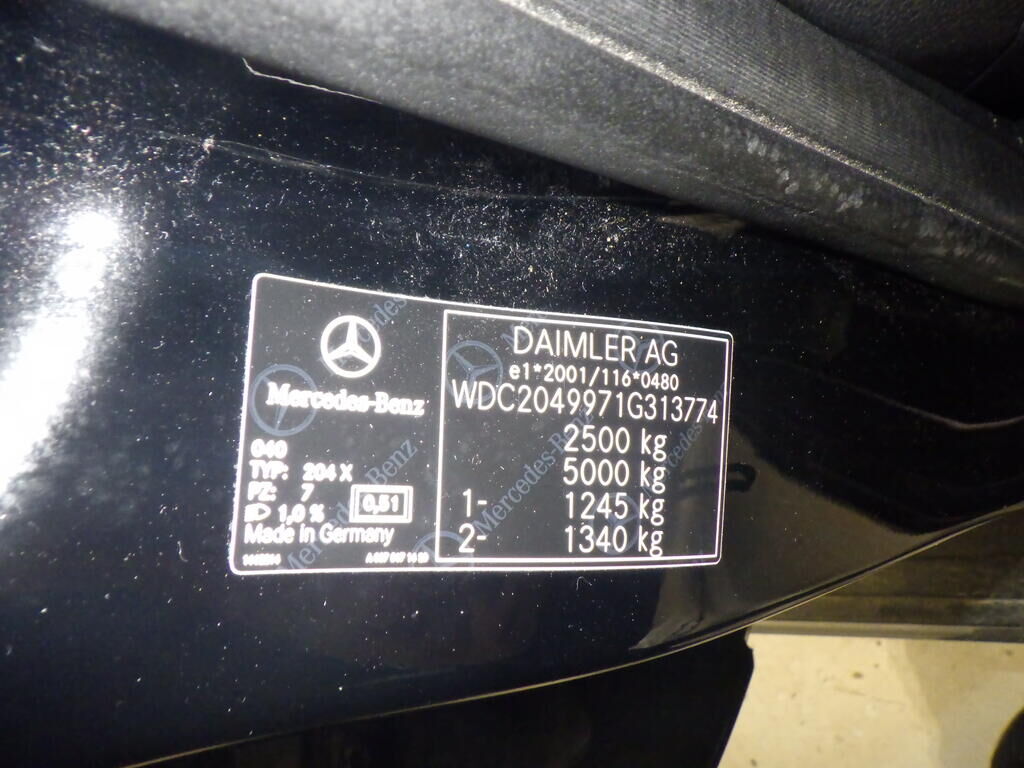 Mercedes-Benz
040
TYP: 204 X
PZ: 7
1,0 %
0,51
Made in Germany
DAIMLER AG
e1*2001/116*0480
WDC2049971G313774
2500 kg
5000 kg
1- 1245 kg
2- 1340 kg